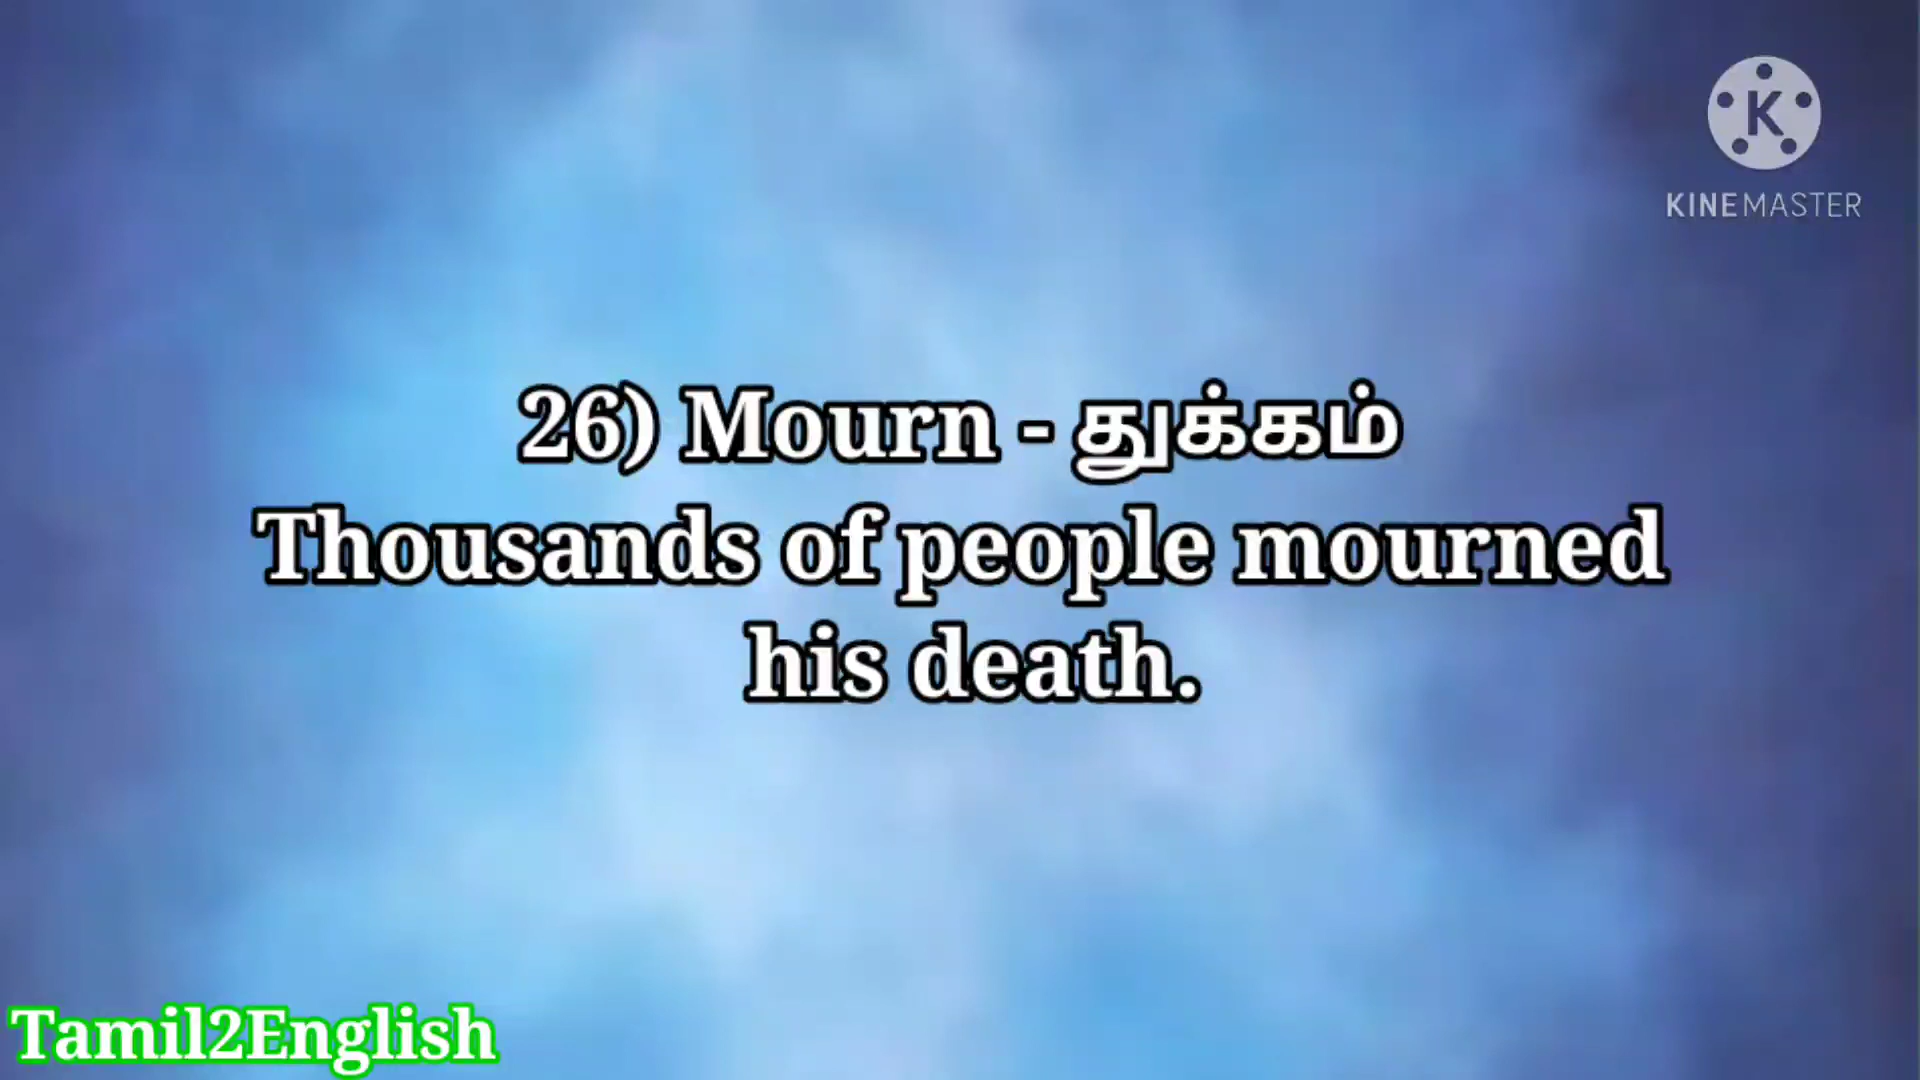 KINEMASTER
26) Mourn - துக்கம்
Thousands of people mourned
his death.
Tamil2English